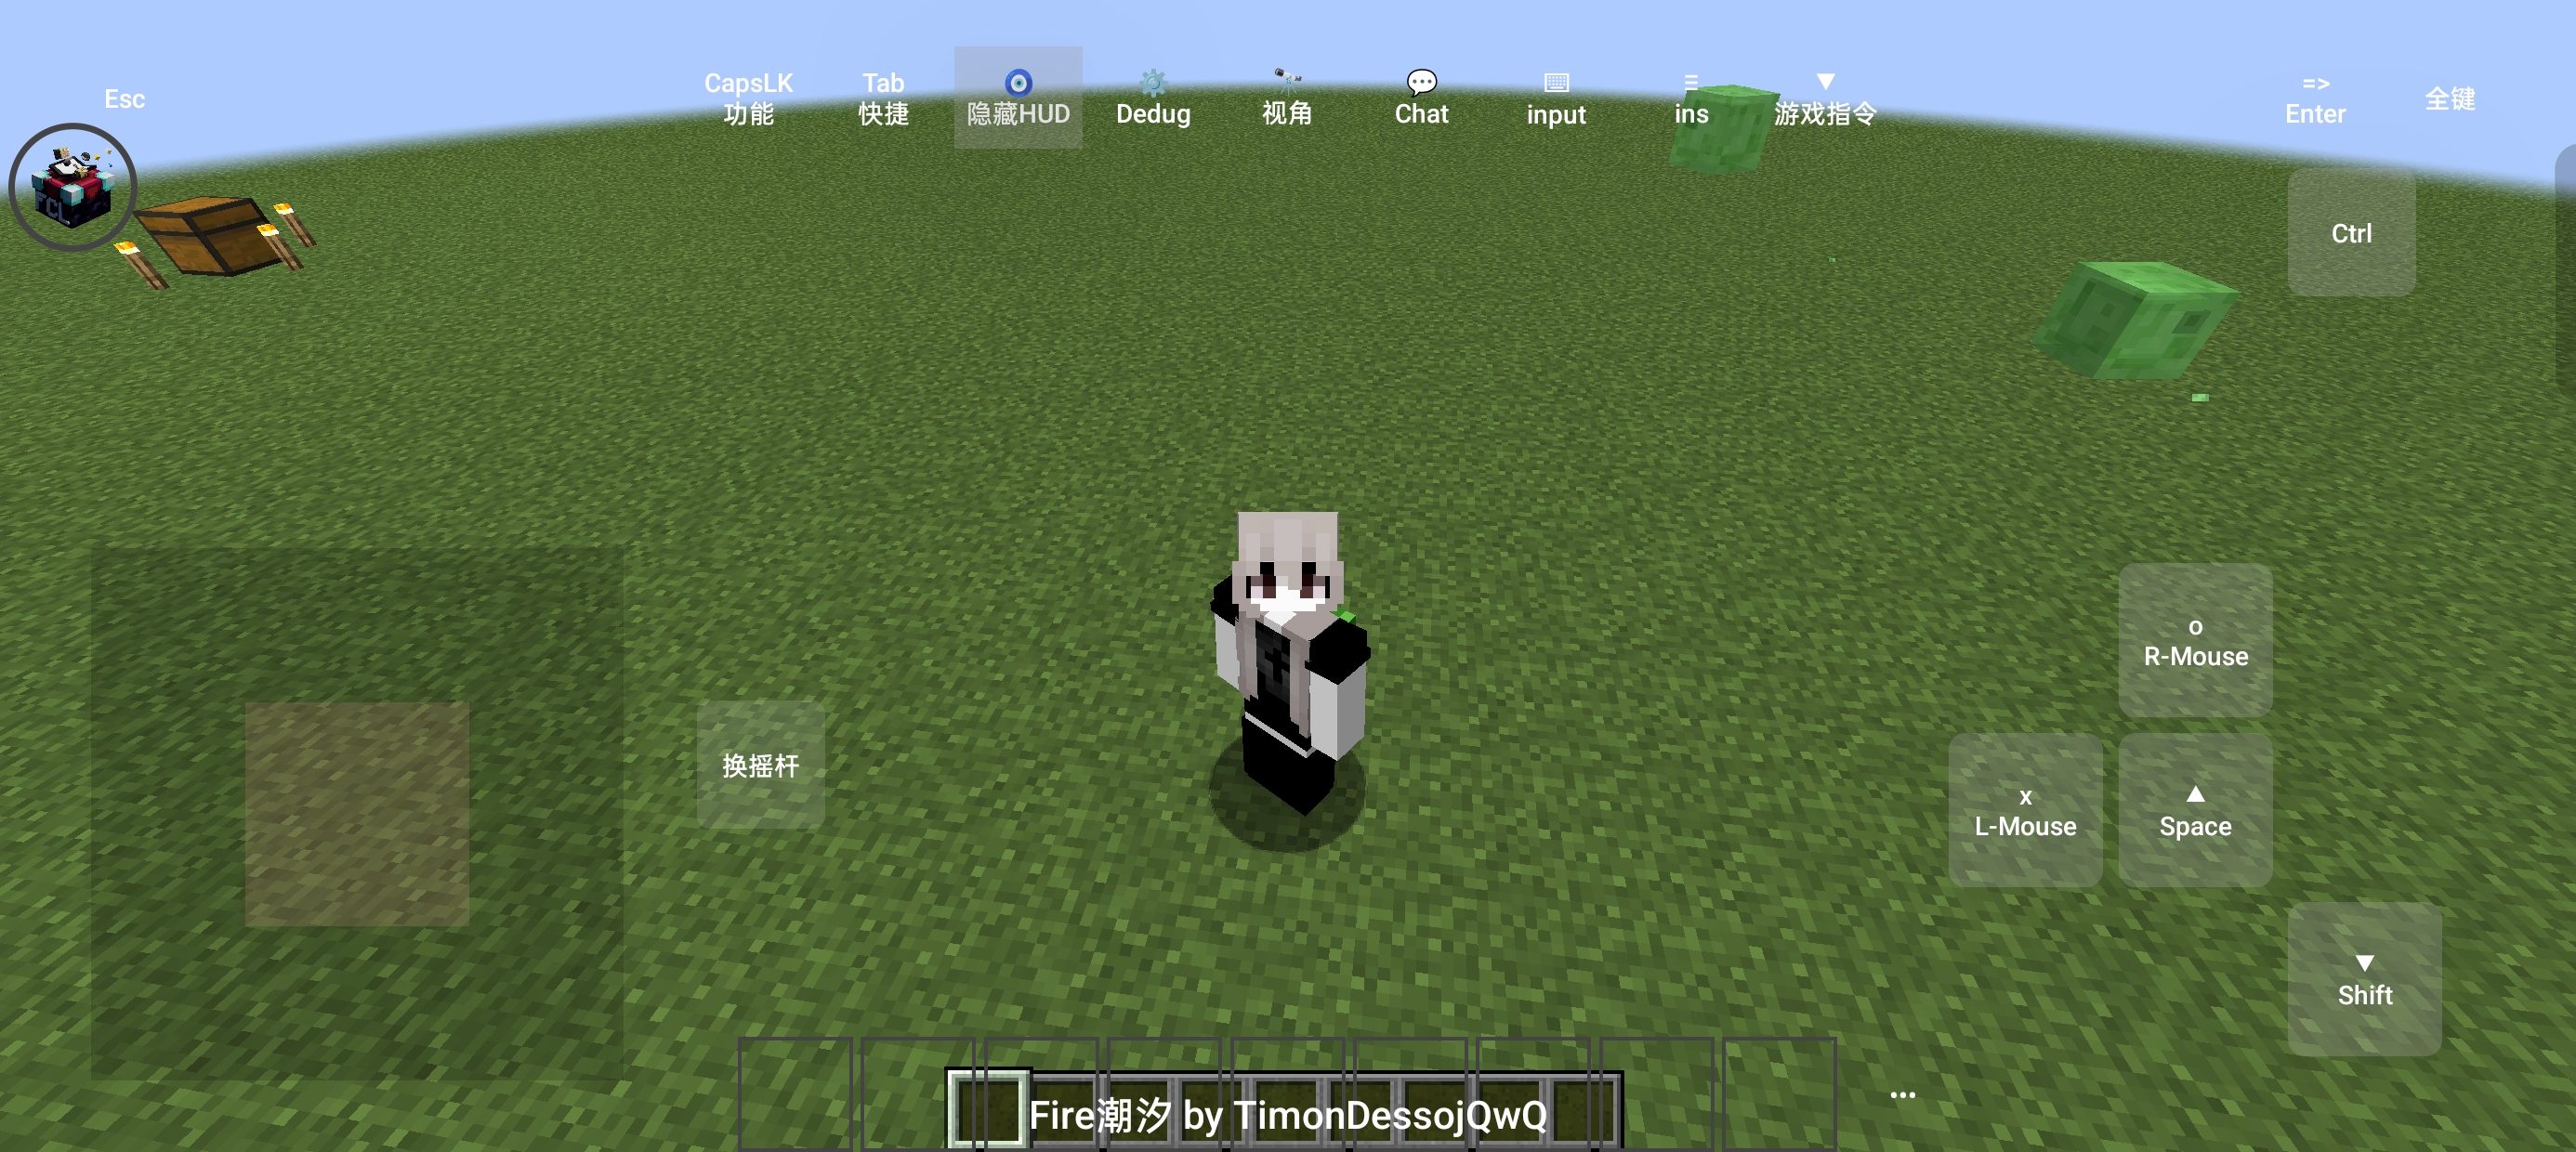 Esc
CapsLK
功能
Tab
快捷
隐藏HUD
Dedug
视角
Chat
input
ins
游戏指令
=>
Enter
全键
FCL
Ctrl
o
R-Mouse
换摇杆
x
L-Mouse
Space
Shift
Fire潮汐 by TimonDessojQwQ